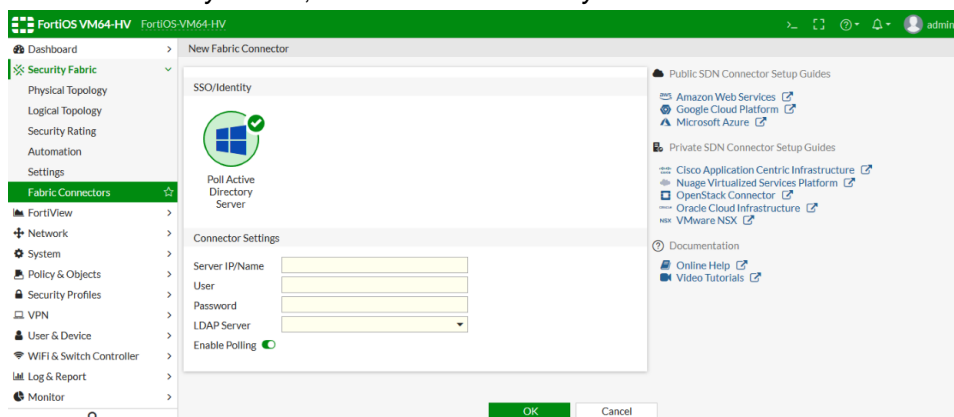 FortiOS VM64-HV FortiOS-VM64-HV
>_ admin
Dashboard
Security Fabric
Physical Topology
Logical Topology
Security Rating
Automation
Settings
Fabric Connectors
FortiView
Network
System
Policy & Objects
Security Profiles
VPN
User & Device
WiFi & Switch Controller
Log & Report
Monitor
New Fabric Connector
SSO/Identity
Poll Active
Directory
Server
Connector Settings
Server IP/Name
User
Password
LDAP Server
Enable Polling
OK Cancel
Public SDN Connector Setup Guides
aws Amazon Web Services
Google Cloud Platform
Microsoft Azure
Private SDN Connector Setup Guides
Cisco Application Centric Infrastructure
Nuage Virtualized Services Platform
OpenStack Connector
Oracle Cloud Infrastructure
NSX VMware NSX
Documentation
Online Help
Video Tutorials